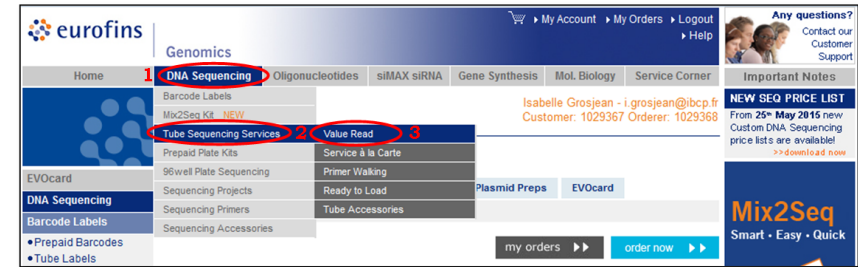 eurofins
Genomics
My Account My Orders Logout
Help
Any questions?
Contact our
Customer
Support
1
Home DNA Sequencing Oligonucleotides siMAX siRNA Gene Synthesis Mol. Biology Service Corner
Important Notes
Barcode Labels
Mix2Seq Kit NEW
Tube Sequencing Services 2 Value Read 3
Prepaid Plate Kits
96well Plate Sequencing
Sequencing Projects
Sequencing Primers
Sequencing Accessories
Service à la Carte
Primer Walking
Ready to Load
Tube Accessories
Isabelle Grosjean - i.grosjean@ibcp.fr
Customer: 1029367 Orderer: 1029368
Plasmid Preps EVOcard
my orders order now
EVOcard
DNA Sequencing
Barcode Labels
•Prepaid Barcodes
•Tube Labels
NEW SEQ PRICE LIST
From 25th May 2015 new
Custom DNA Sequencing
price lists are available!
>>download now
Mix2Seq
Smart · Easy · Quick